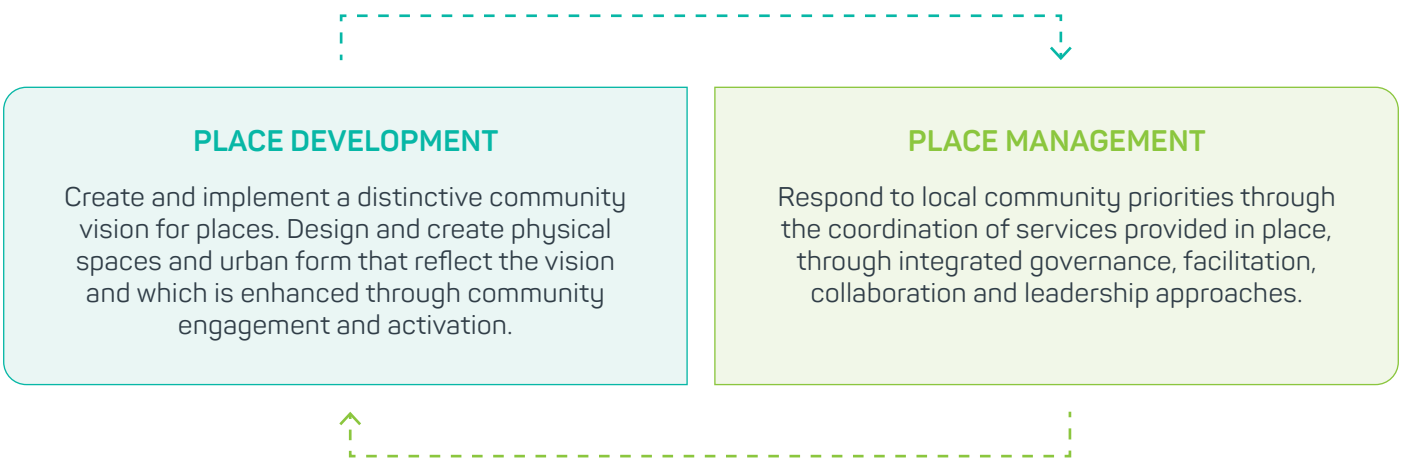 PLACE DEVELOPMENT
Create and implement a distinctive community
vision for places. Design and create physical
spaces and urban form that reflect the vision
and which is enhanced through community
engagement and activation.
PLACE MANAGEMENT
Respond to local community priorities through
the coordination of services provided in place,
through integrated governance, facilitation,
collaboration and leadership approaches.